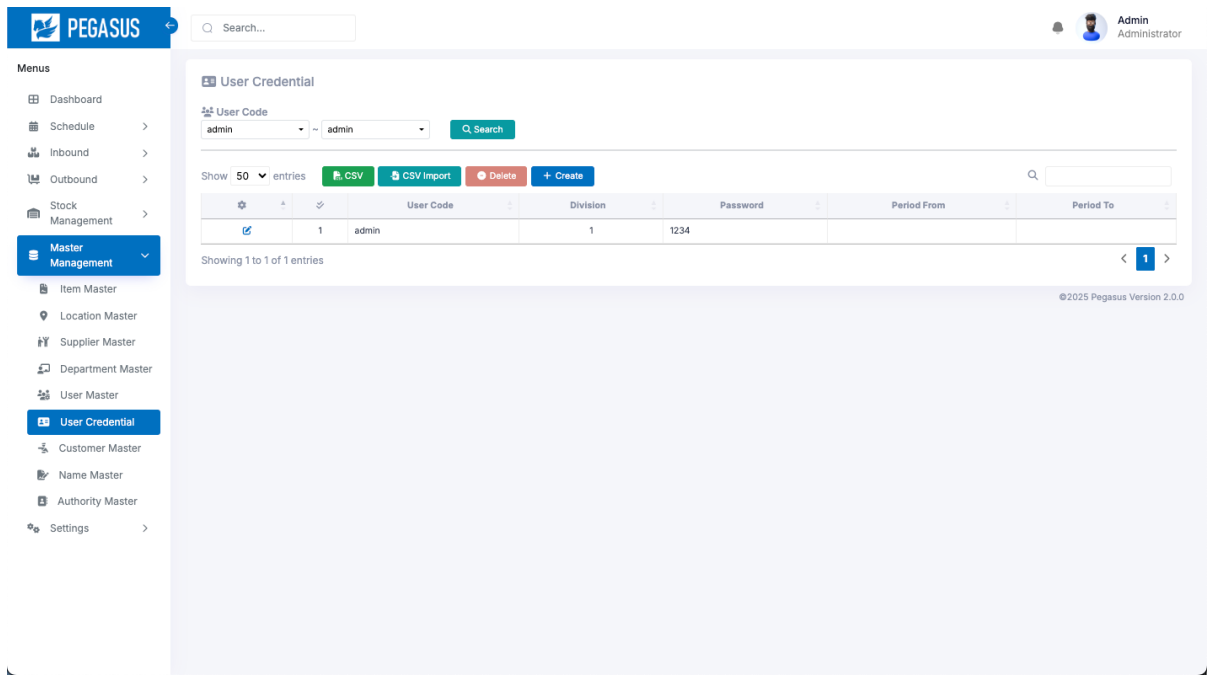 PEGASUS
Search...
Admin
Administrator
Menus
Dashboard
Schedule
Inbound
Outbound
Stock
Management
Master
Management
Item Master
Location Master
Supplier Master
Department Master
User Master
User Credential
Customer Master
Name Master
Authority Master
Settings
User Credential
User Code
admin ~ admin Search
Show 50 entries CSV CSV Import Delete + Create
User Code Division Password Period From Period To
1 admin 1 1234
Showing 1 to 1 of 1 entries
< 1 >
©2025 Pegasus Version 2.0.0